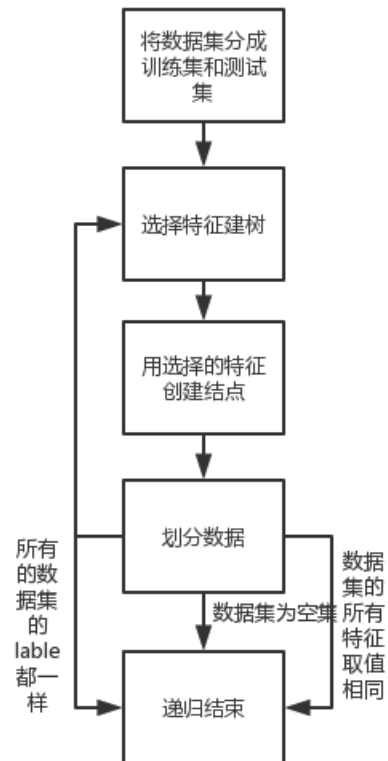 将数据集分成
训练集和测试
集
选择特征建树
用选择的特征
创建结点
划分数据
所有
的数
据集
的
lable
都一
样
数据集为空集
数据
集的
所有
特征
取值
相同
递归结束